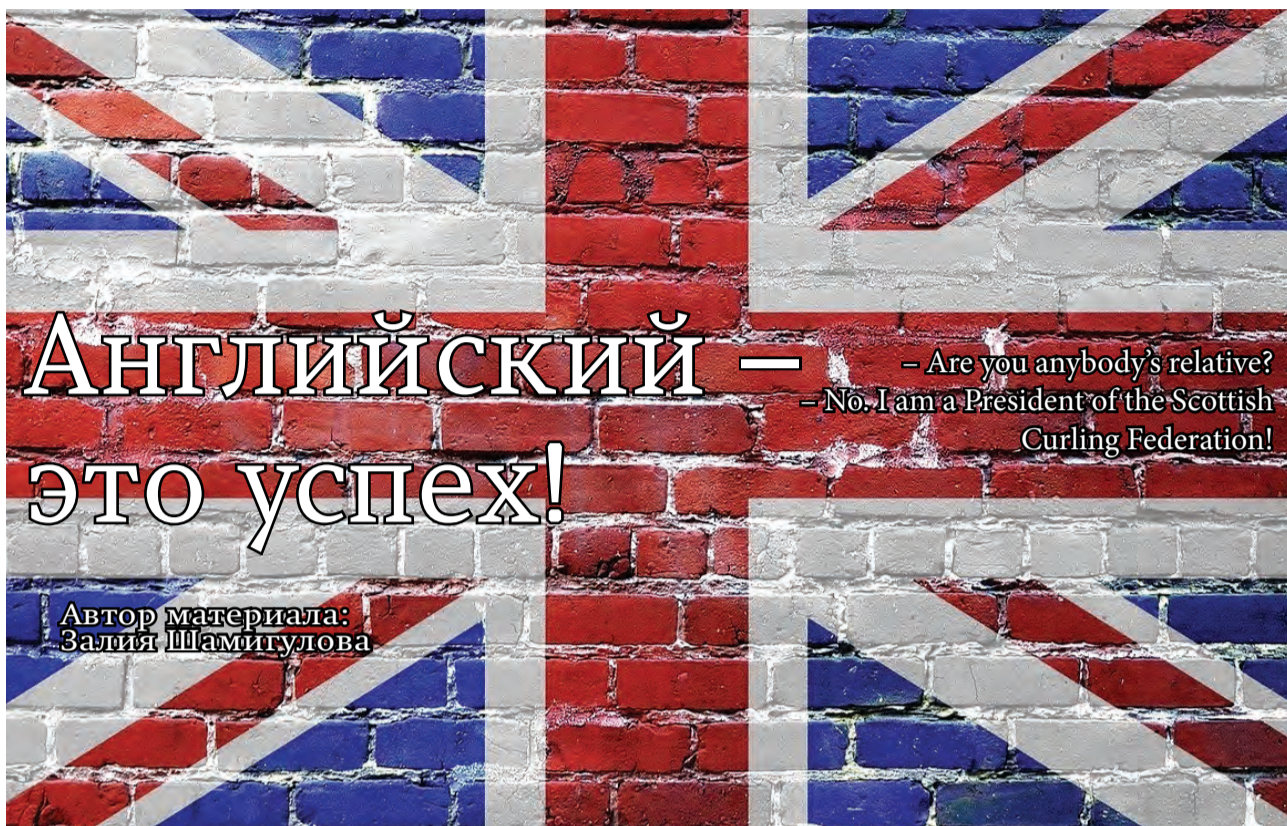 Английский –
это успех!
– Are you anybody’s relative?
– No. I am a President of the Scottish
Curling Federation!
Автор материала:
Залия Шамигулова